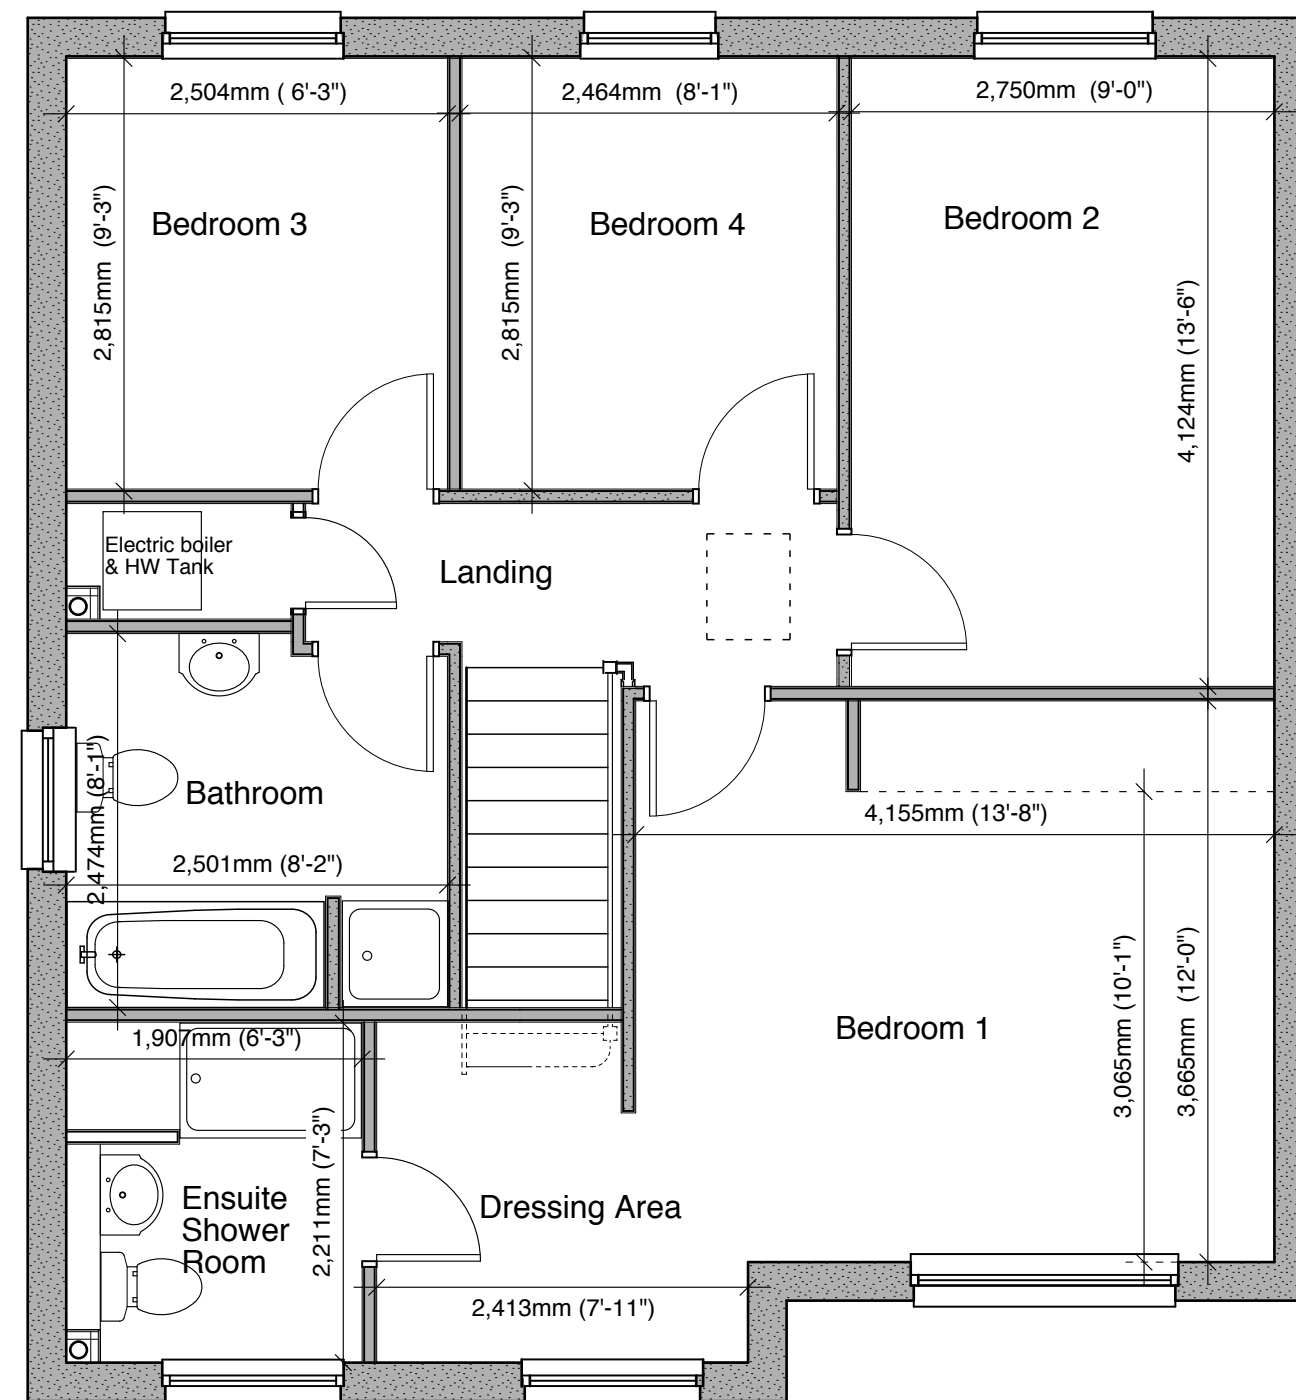 2,504mm ( 6'-3")
2,464mm (8'-1")
2,750mm (9'-0")
2,815mm (9'-3")
Bedroom 3
2,815mm (9'-3")
Bedroom 4
Bedroom 2
4,124mm (13'-6")
Electric boiler
& HW Tank
Landing
2,474mm (8'-1")
Bathroom
2,501mm (8'-2")
4,155mm (13'-8")
3,065mm (10'-1")
3,665mm (12'-0")
Bedroom 1
1,907mm (6'-3")
2,211mm (7'-3")
Ensuite
Shower
Room
Dressing Area
2,413mm (7'-11")